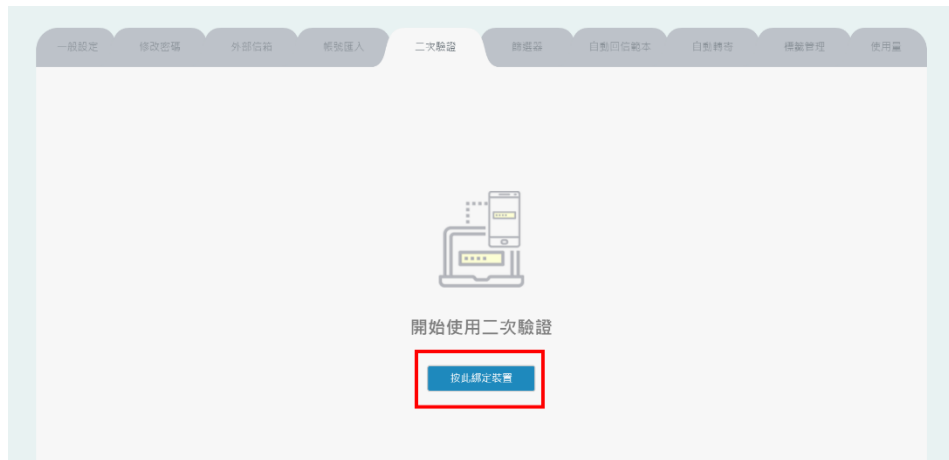 一般設定 修改密碼 外部信箱 帳號匯入 二次驗證 篩選器 自動回信範本 自動轉寄 標籤管理 使用量
開始使用二次驗證
按此綁定裝置